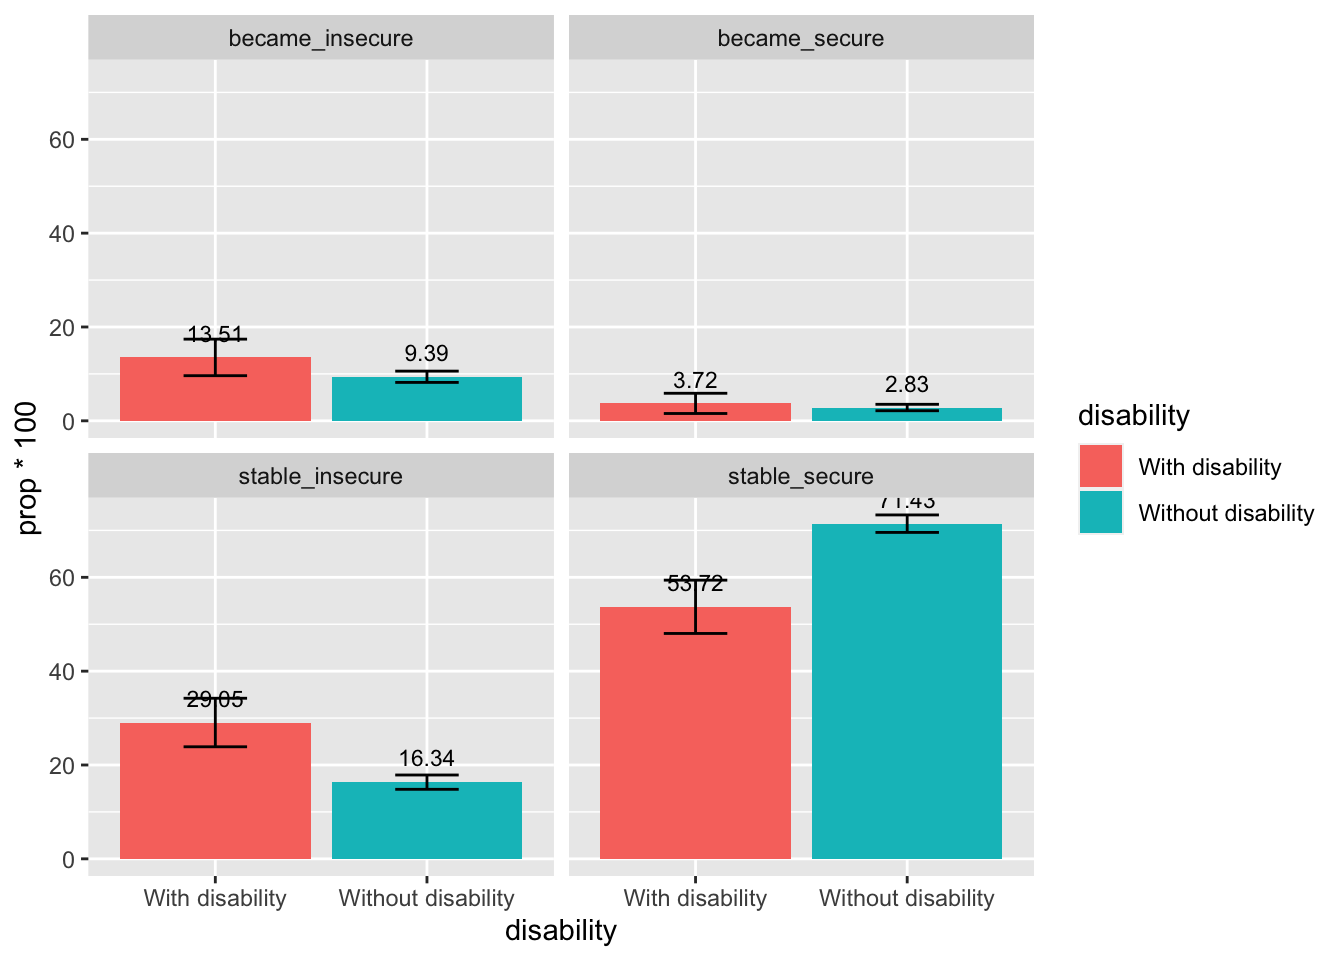 became_insecure
became_secure
60
40
20
0
13.51
9.39
3.72
2.83
stable_insecure
stable_secure
60
40
20
0
29.05
16.34
53.72
71.43
With disability
Without disability
With disability
Without disability
disability
prop * 100
disability
With disability
Without disability